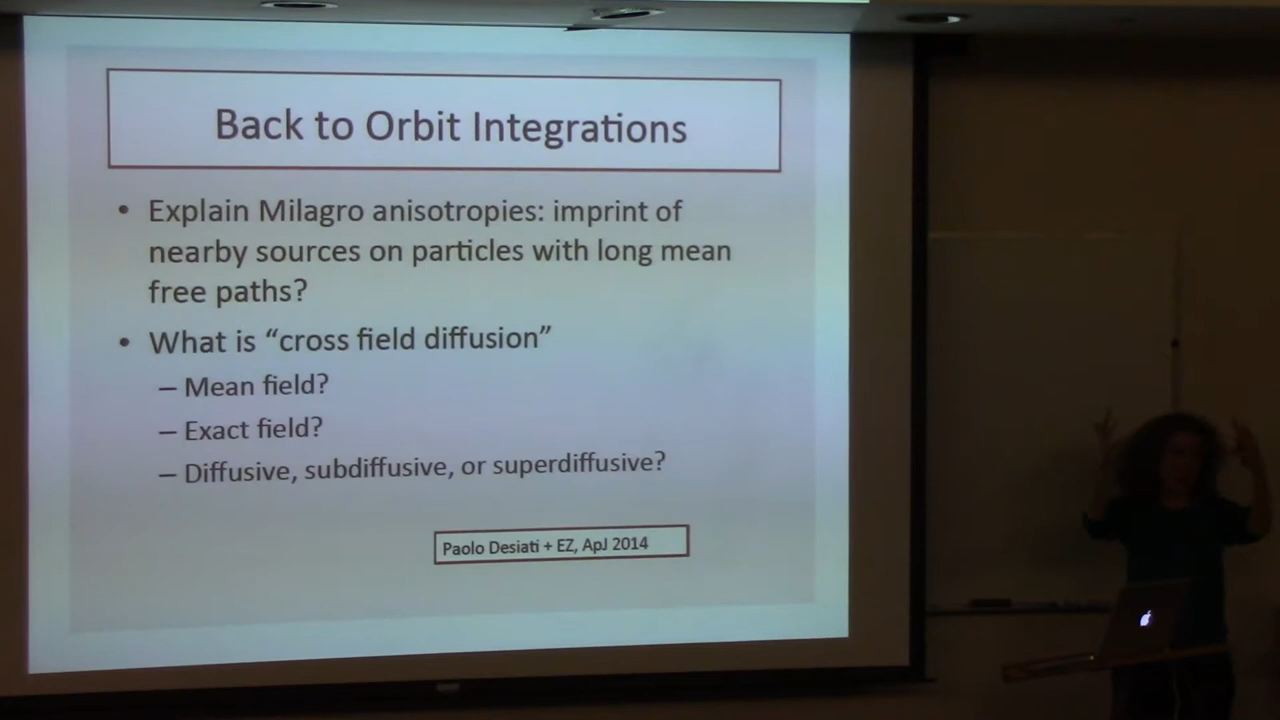 Back to Orbit Integrations
• Explain Milagro anisotropies: imprint of
nearby sources on particles with long mean
free paths?
• What is “cross field diffusion”
– Mean field?
– Exact field?
– Diffusive, subdiffusive, or superdiffusive?
Paolo Desiati + EZ, ApJ 2014